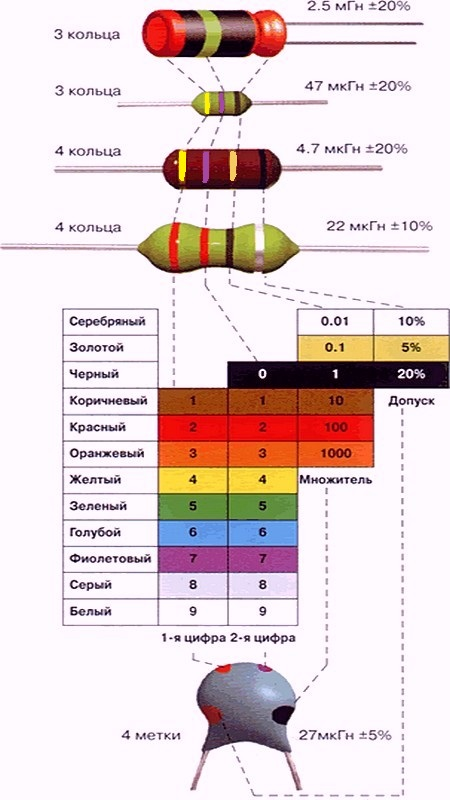 3 кольца 2.5 мГн ±20%
3 кольца 47 мкГн ±20%
4 кольца 4.7 мкГн ±20%
4 кольца 22 мкГн ±10%
Серебряный 0.01 10%
Золотой 0.1 5%
Черный 0 1 20%
Коричневый 1 1 10 Допуск
Красный 2 2 100
Оранжевый 3 3 1000
Желтый 4 4 Множитель
Зеленый 5 5
Голубой 6 6
Фиолетовый 7 7
Серый 8 8
Белый 9 9
1-я цифра 2-я цифра
4 метки 27мкГн ±5%